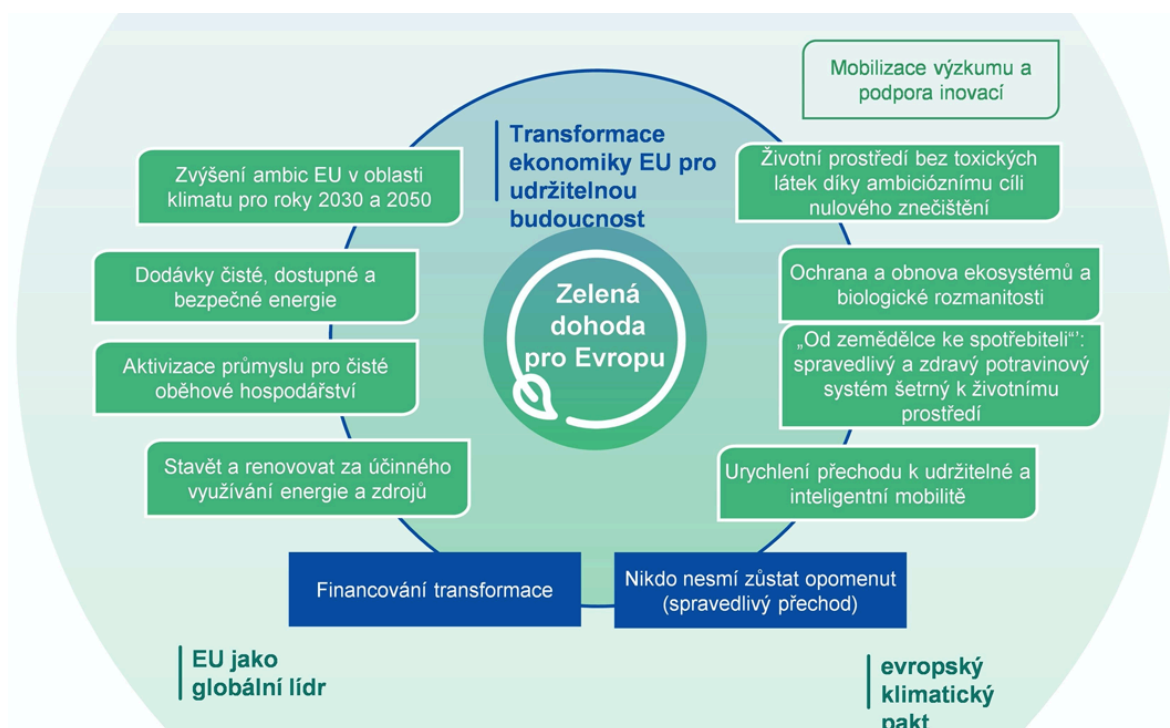 Mobilizace výzkumu a
podpora inovací
Transformace
ekonomiky EU pro
udržitelnou
budoucnost
Zvýšení ambic EU v oblasti
klimatu pro roky 2030 a 2050
Životní prostředí bez toxických
látek díky ambicióznímu cíli
nulového znečištění
Dodávky čisté, dostupné a
bezpečné energie
Ochrana a obnova ekosystémů a
biologické rozmanitosti
Zelená
dohoda
pro Evropu
Aktivizace průmyslu pro čisté
oběhové hospodářství
„Od zemědělce ke spotřebiteli“':
spravedlivý a zdravý potravinový
systém šetrný k životnímu
prostředí
Stavět a renovovat za účinného
využívání energie a zdrojů
Urychlení přechodu k udržitelné a
inteligentní mobilitě
Financování transformace
Nikdo nesmí zůstat opomenut
(spravedlivý přechod)
EU jako
globální lídr
evropský
klimatický
pakt